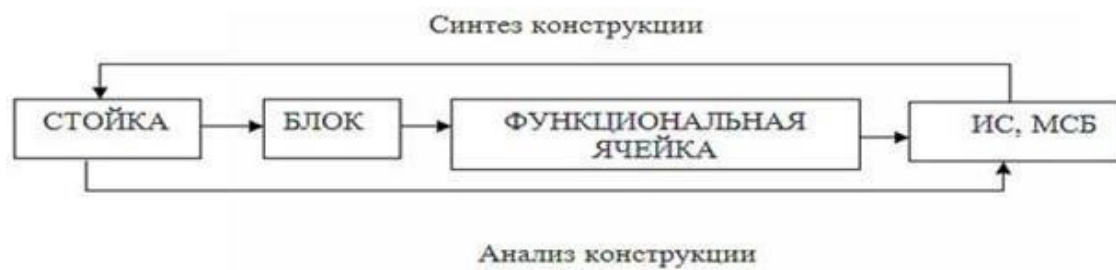 Синтез конструкции
СТОЙКА
БЛОК
ФУНКЦИОНАЛЬНАЯ
ЯЧЕЙКА
ИС, МСБ
Анализ конструкции